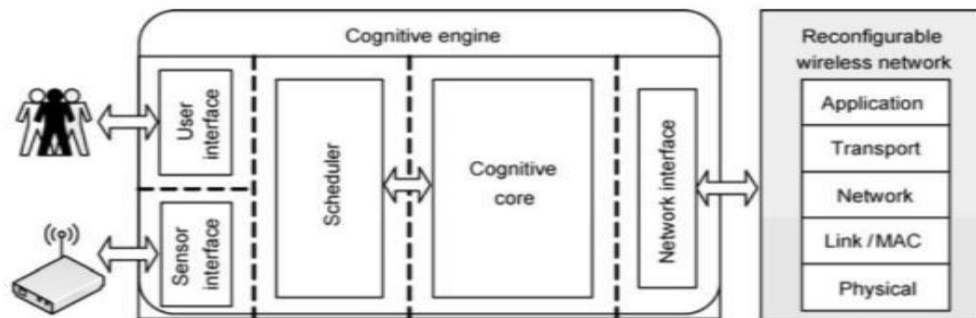 Cognitive engine
User
interface
Sensor
interface
Scheduler
Cognitive
core
Network interface
Reconfigurable
wireless network
Application
Transport
Network
Link / MAC
Physical